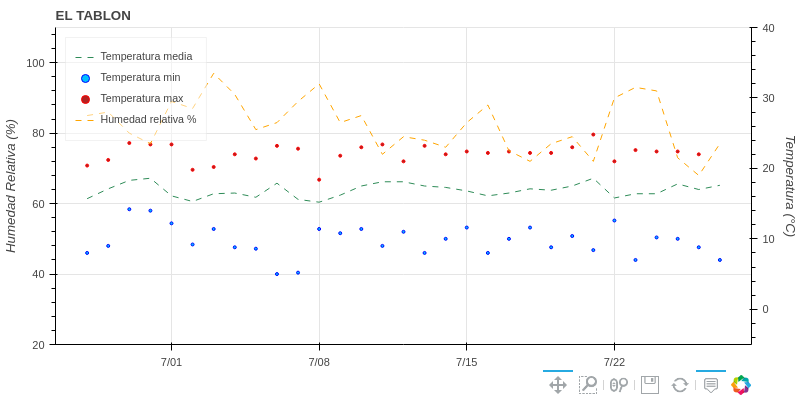 EL TABLON
Temperatura media
Temperatura min
Temperatura max
Humedad relativa %
Humedad Relativa (%)
100
80
60
40
20
Temperatura (°C)
40
30
20
10
0
7/01
7/08
7/15
7/22